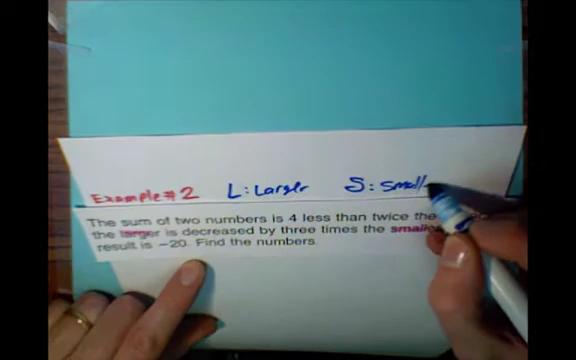 Example #2 L: Larger S: Small
The sum of two numbers is 4 less than twice the
the larger is decreased by three times the smaller
result is −20. Find the numbers.